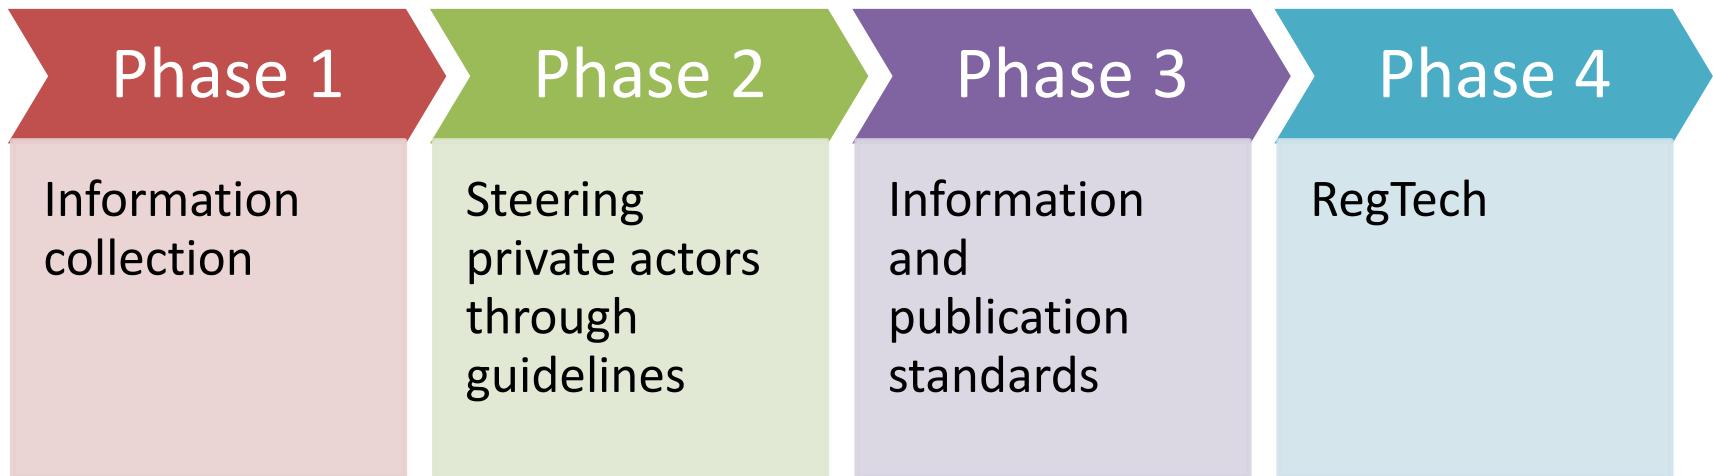 Phase 1
Information
collection
Phase 2
Steering
private actors
through
guidelines
Phase 3
Information
and
publication
standards
Phase 4
RegTech